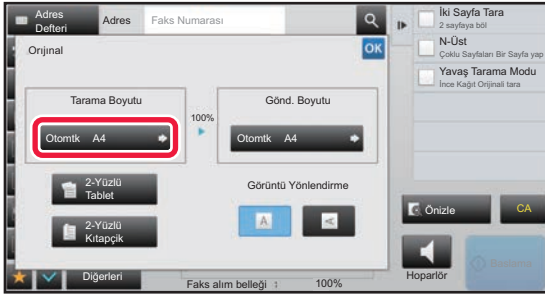 Adres
Defteri
Adres
Faks Numarası
Orıjınal
OK
Tarama Boyutu
Otomtk A4
100%
Gönd. Boyutu
Otomtk A4
2-Yüzlü
Tablet
2-Yüzlü
Kıtapçik
Görüntü Yönlendirme
A
A
Diğerleri
Faks alım belleği : 100%
İki Sayfa Tara
2 sayfaya böl
N-Üst
Çoklu Sayfaları Bir Sayfa yap
Yavaş Tarama Modu
İnce Kağıt Orijinali tara
Önizle
CA
Hoparlör